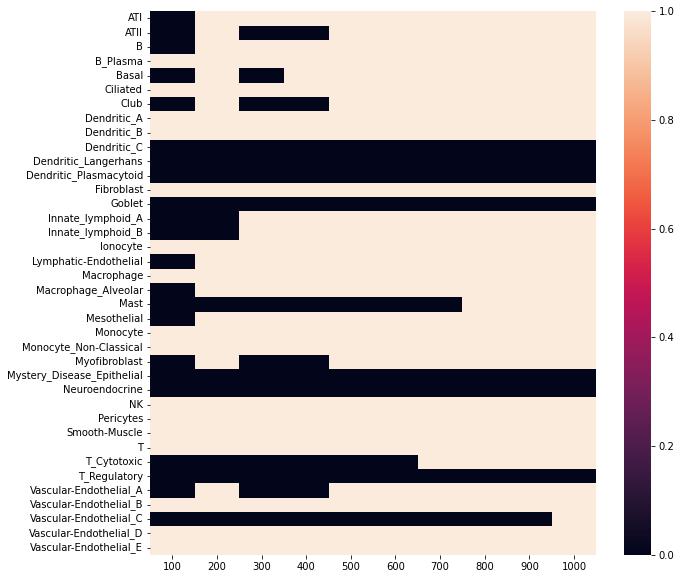 ATI
ATII
B
B_Plasma
Basal
Ciliated
Club
Dendritic_A
Dendritic_B
Dendritic_C
Dendritic_Langerhans
Dendritic_Plasmacytoid
Fibroblast
Goblet
Innate_lymphoid_A
Innate_lymphoid_B
Ionocyte
Lymphatic-Endothelial
Macrophage
Macrophage_Alveolar
Mast
Mesothelial
Monocyte
Monocyte_Non-Classical
Myofibroblast
Mystery_Disease_Epithelial
Neuroendocrine
NK
Pericytes
Smooth-Muscle
T
T_Cytotoxic
T_Regulatory
Vascular-Endothelial_A
Vascular-Endothelial_B
Vascular-Endothelial_C
Vascular-Endothelial_D
Vascular-Endothelial_E
100 200 300 400 500 600 700 800 900 1000
1.0
0.8
0.6
0.4
0.2
0.0